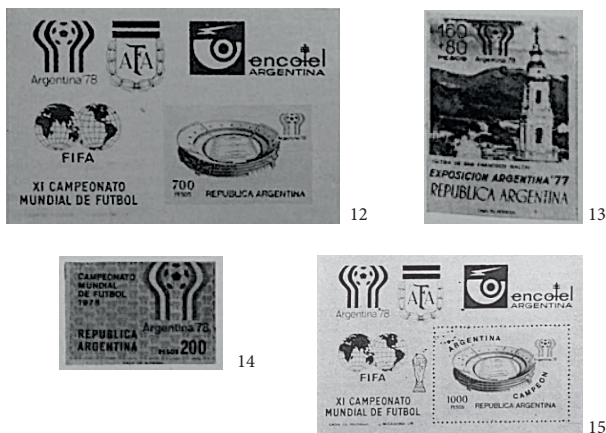 Argentina '78
AFA
encotel
ARGENTINA
FIFA
700
PESOS
REPUBLICA ARGENTINA
XI CAMPEONATO
MUNDIAL DE FUTBOL
12
160
+80
PESOS
Argentina '78
EXPOSICION ARGENTINA '77
REPUBLICA ARGENTINA
13
CAMPEONATO
MUNDIAL
DE FUTBOL
1978
REPUBLICA
ARGENTINA
Argentina '78
PESOS 200
14
Argentina '78
AFA
encotel
ARGENTINA
FIFA
ARGENTINA
CAMPEON
1000
PESOS
REPUBLICA ARGENTINA
XI CAMPEONATO
MUNDIAL DE FUTBOL
15